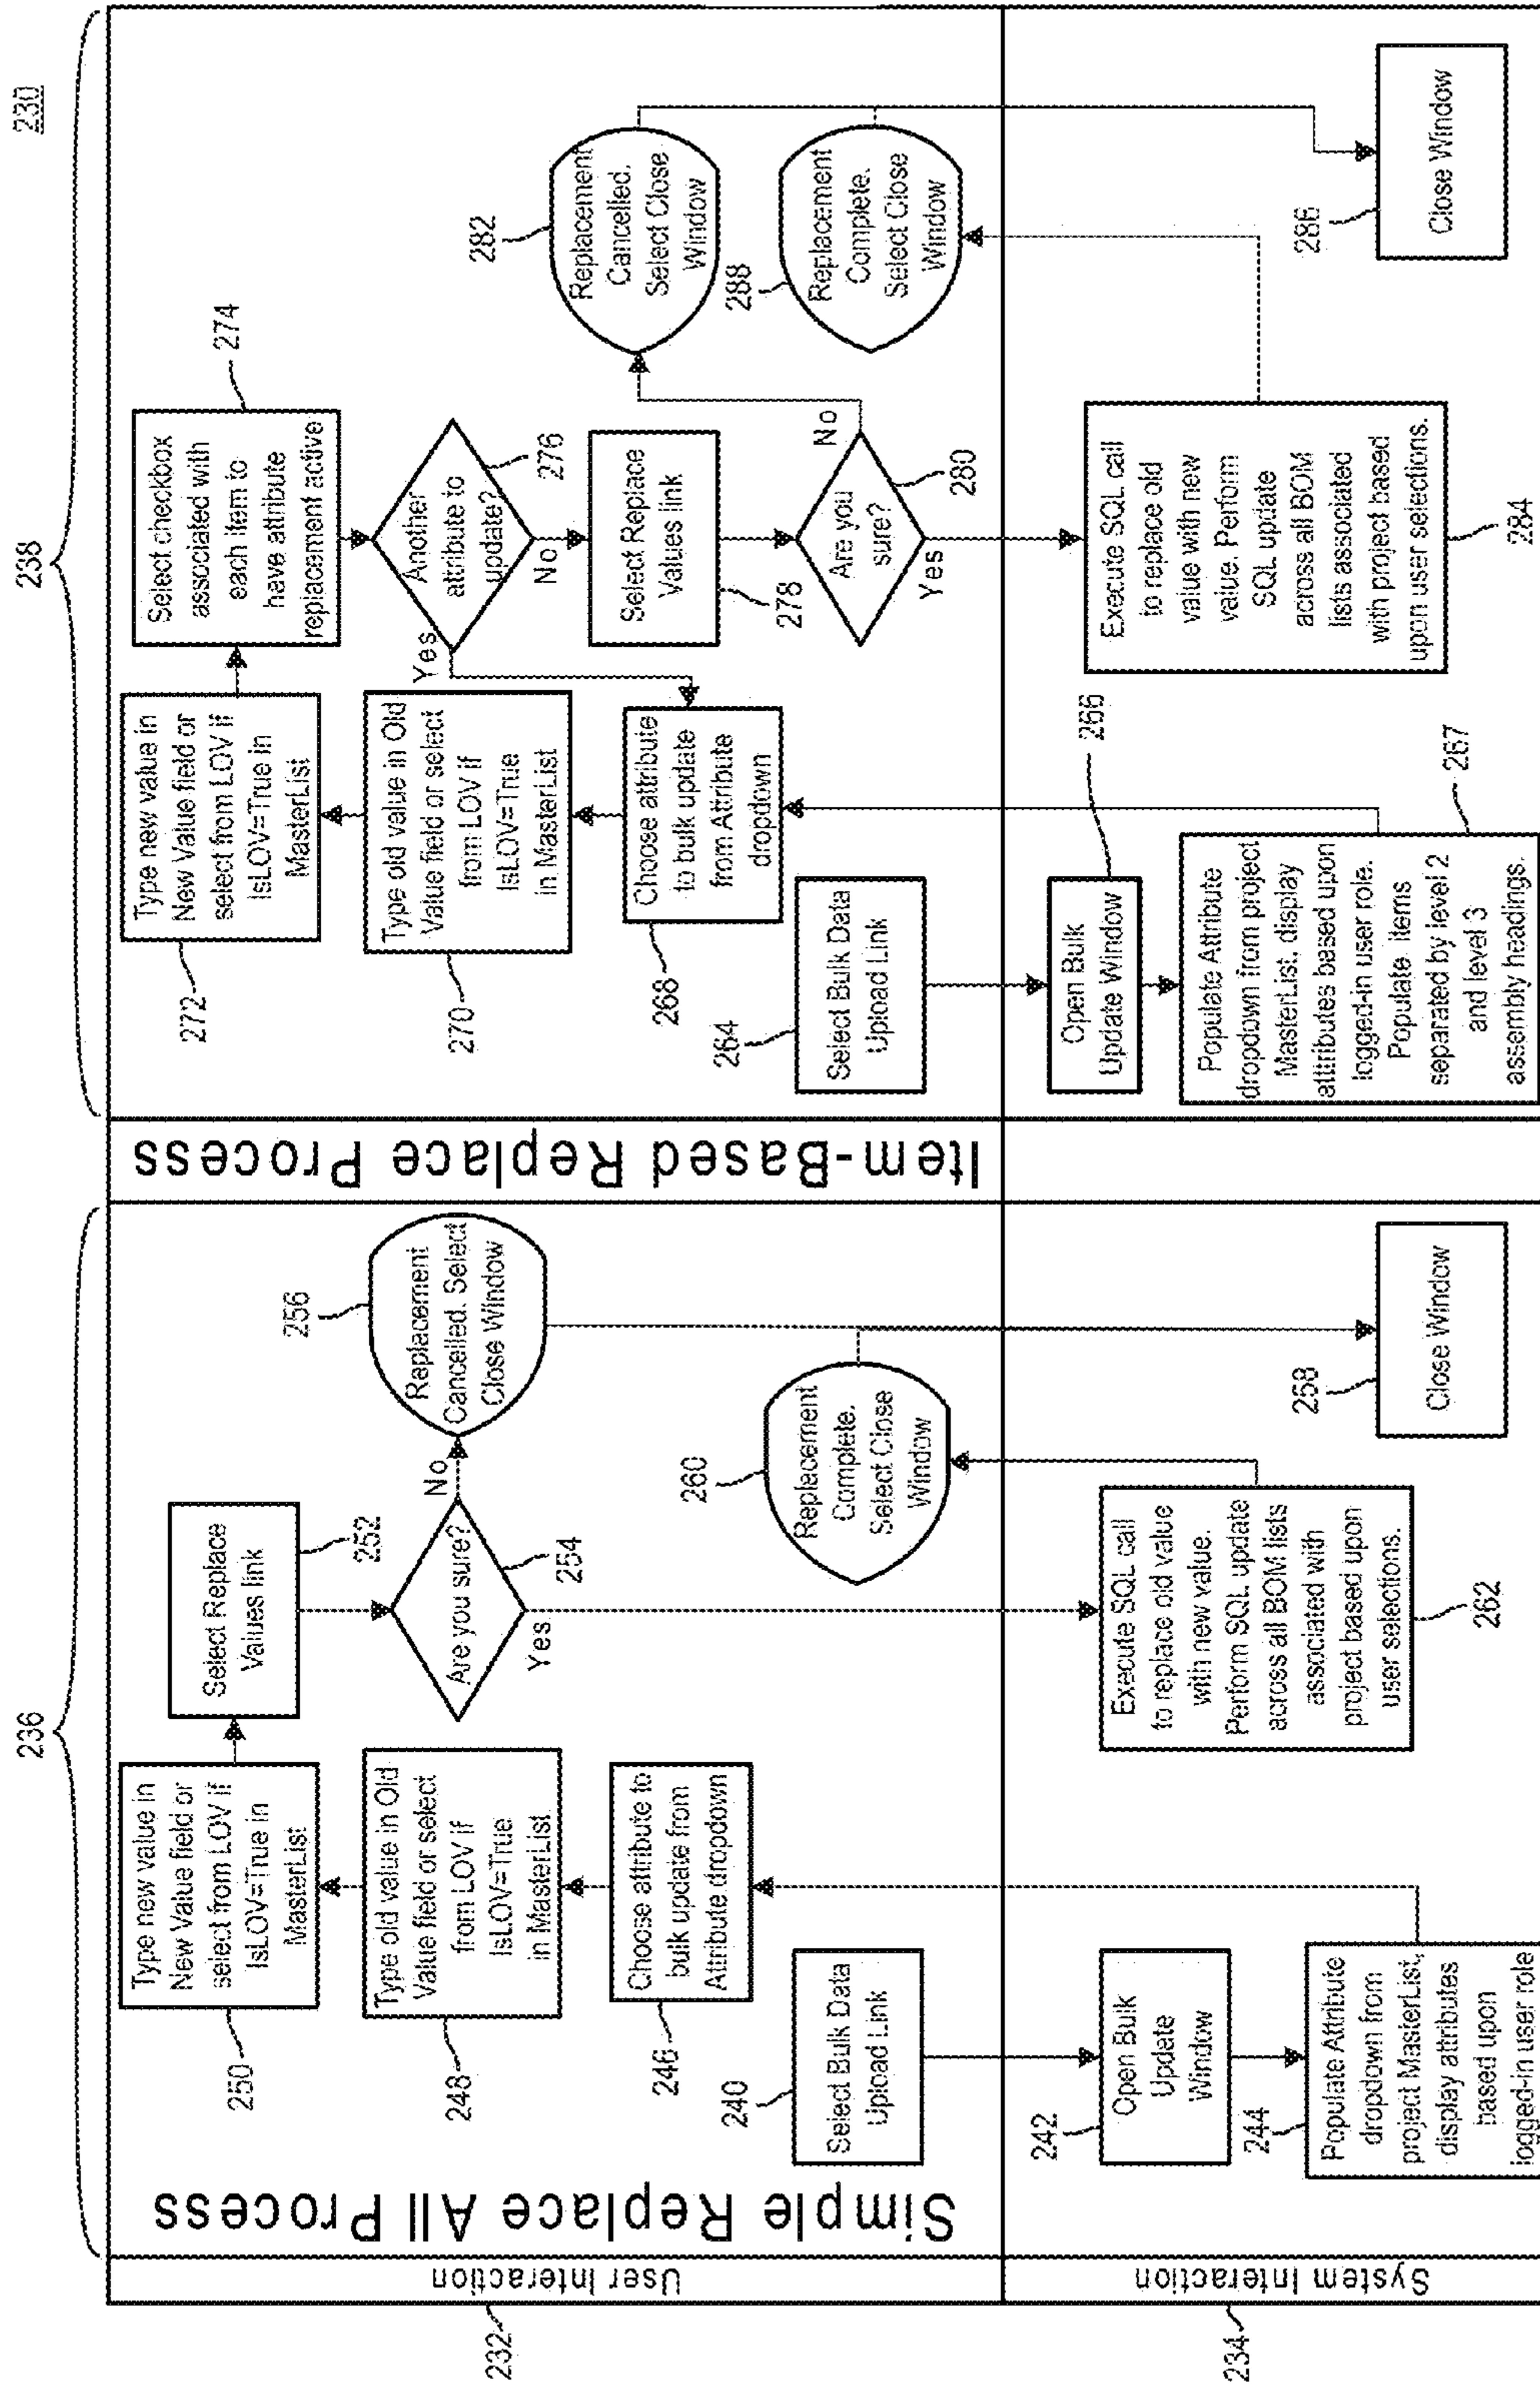 230
236
238
232
User Interaction
234
System Interaction
Simple Replace All Process
250
Type new value in
New Value field or
select from LOV if
IsLOV=True in
MasterList
248
Type old value in Old
Value field or select
from LOV if
IsLOV=True
in MasterList
246
Choose attribute to
bulk update from
Attribute dropdown
240
Select Bulk Data
Upload Link
242
Open Bulk
Update
Window
244
Populate Attribute
dropdown from
project MasterList,
display attributes
based upon
logged-in user role
Select Replace
Values link
252
Are you sure?
254
No
Yes
256
Replacement
Cancelled. Select
Close Window
260
Replacement
Complete.
Select Close
Window
Execute SQL call
to replace old value
with new value.
Perform SQL update
across all BOM lists
associated with
project based upon
user selections.
262
258
Close Window
Item-Based Replace Process
272
Type new value in
New Value field or
select from LOV if
IsLOV=True in
MasterList
270
Type old value in Old
Value field or select
from LOV if
IsLOV=True
in MasterList
268
Choose attribute
to bulk update
from Attribute
dropdown
264
Select Bulk Data
Upload Link
266
Open Bulk
Update Window
267
Populate Attribute
dropdown from project
MasterList, display
attributes based upon
logged-in user role.
Populate items
separated by level 2
and level 3
assembly headings.
274
Select checkbox
associated with
each item to
have attribute
replacement active
Another
attribute to
update?
276
Yes
No
Select Replace
Values link
278
Are you
sure?
280
No
Yes
282
Replacement
Cancelled.
Select Close
Window
288
Replacement
Complete.
Select Close
Window
Execute SQL call
to replace old
value with new
value. Perform
SQL update
across all BOM
lists associated
with project based
upon user selections.
284
286
Close Window